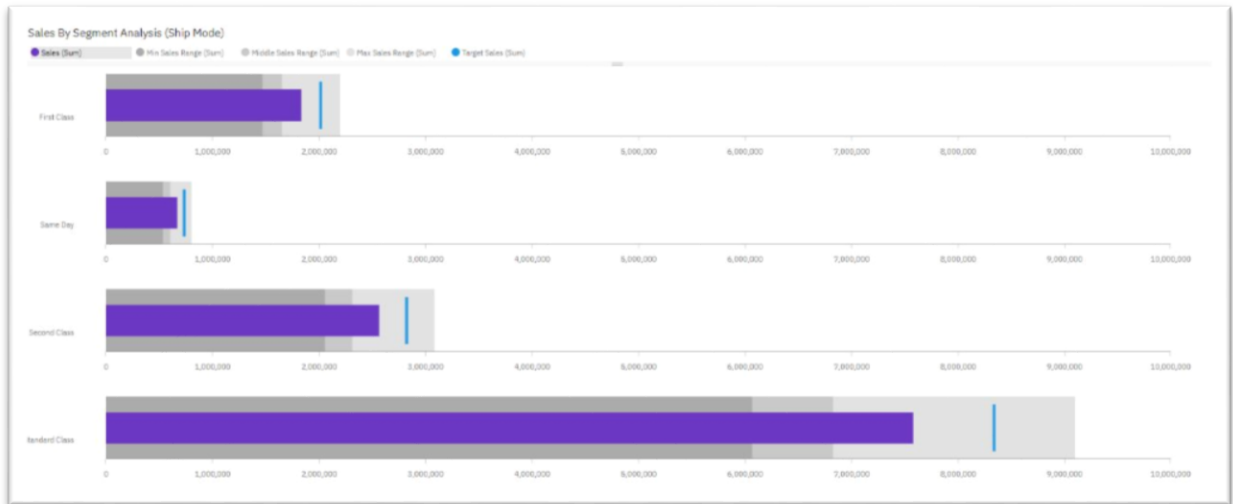 Sales By Segment Analysis (Ship Mode)
Sales (Sum) Min Sales Range (Sum) Middle Sales Range (Sum) Max Sales Range (Sum) Target Sales (Sum)
First Class
0 1,000,000 2,000,000 3,000,000 4,000,000 5,000,000 6,000,000 7,000,000 8,000,000 9,000,000 10,000,000
Same Day
0 1,000,000 2,000,000 3,000,000 4,000,000 5,000,000 6,000,000 7,000,000 8,000,000 9,000,000 10,000,000
Second Class
0 1,000,000 2,000,000 3,000,000 4,000,000 5,000,000 6,000,000 7,000,000 8,000,000 9,000,000 10,000,000
tandard Class
0 1,000,000 2,000,000 3,000,000 4,000,000 5,000,000 6,000,000 7,000,000 8,000,000 9,000,000 10,000,000